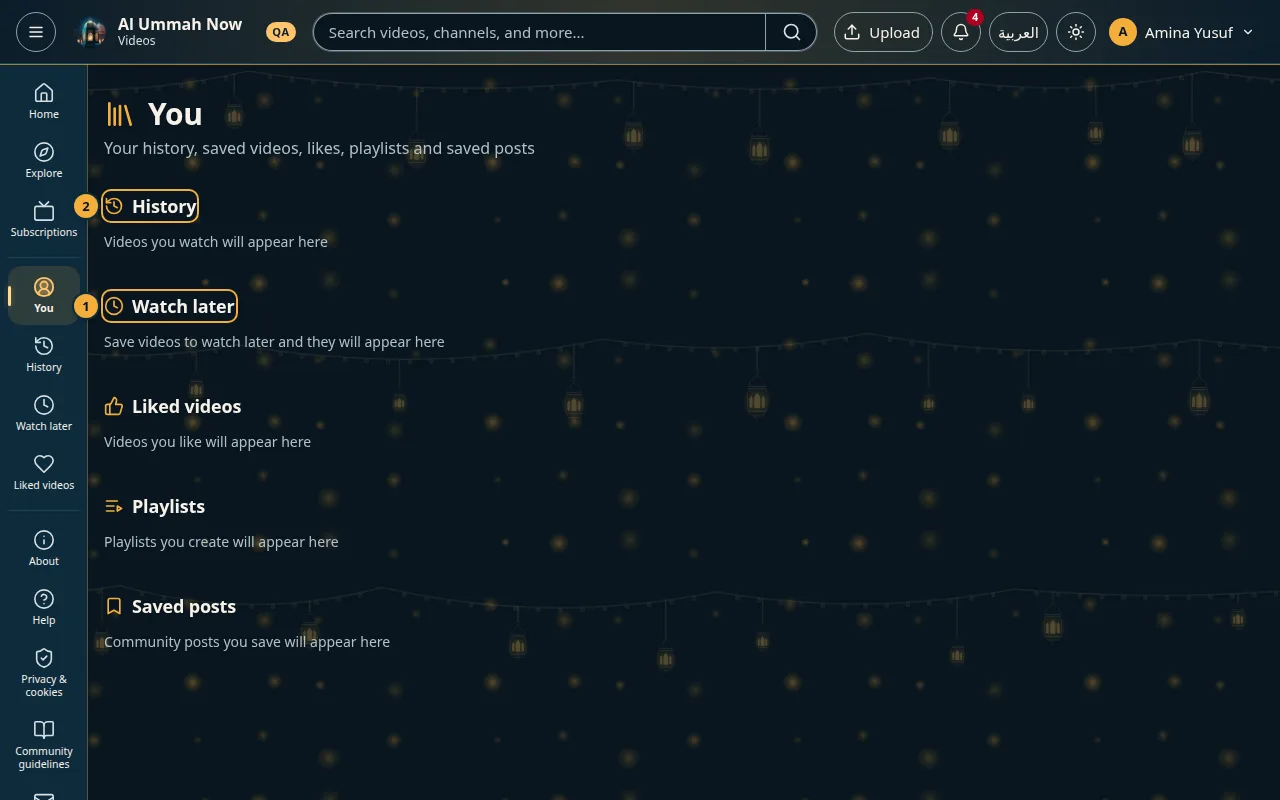 Al Ummah Now
Videos
QA
Search videos, channels, and more...
Upload
4
العربية
A
Amina Yusuf
Home
Explore
Subscriptions
You
History
Watch later
Liked videos
About
Help
Privacy &
cookies
Community
guidelines
You
Your history, saved videos, likes, playlists and saved posts
2
History
Videos you watch will appear here
1
Watch later
Save videos to watch later and they will appear here
Liked videos
Videos you like will appear here
Playlists
Playlists you create will appear here
Saved posts
Community posts you save will appear here